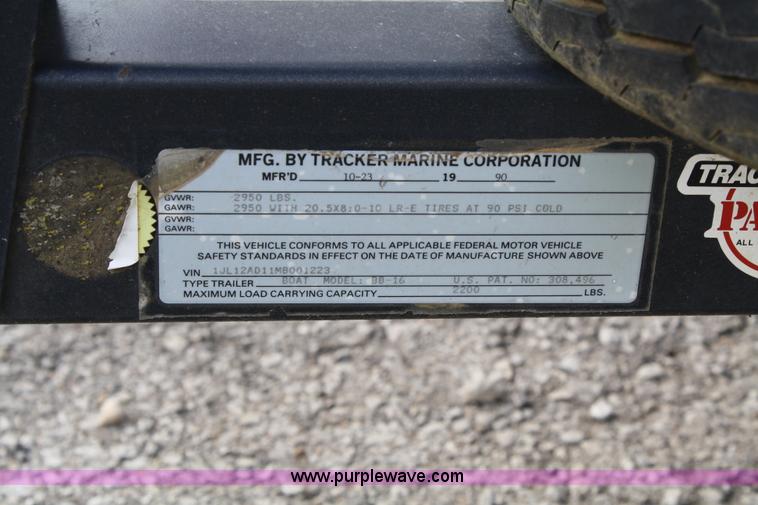 MFG. BY TRACKER MARINE CORPORATION
MFR'D 10-23 19 90
GVWR: 2950 LBS.
GAWR: 2950 WITH 20.5X8:0-10 LR-E TIRES AT 90 PSI COLD
GVWR:
GAWR:
THIS VEHICLE CONFORMS TO ALL APPLICABLE FEDERAL MOTOR VEHICLE
SAFETY STANDARDS IN EFFECT ON THE DATE OF MANUFACTURE SHOWN ABOVE
VIN 1JL12AD11MB001223
TYPE TRAILER BOAT MODEL: BB-16 U.S. PAT. NO: 308,496
MAXIMUM LOAD CARRYING CAPACITY 2200 LBS.
TRAC
PA
ALL
www.purplewave.com